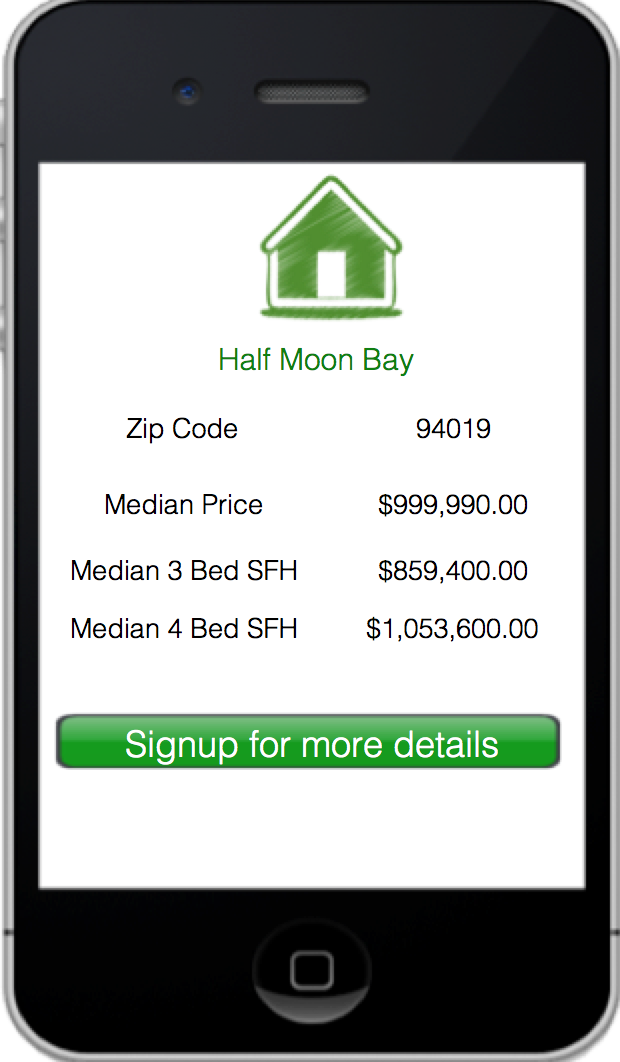 Half Moon Bay
Zip Code 94019
Median Price $999,990.00
Median 3 Bed SFH $859,400.00
Median 4 Bed SFH $1,053,600.00
Signup for more details